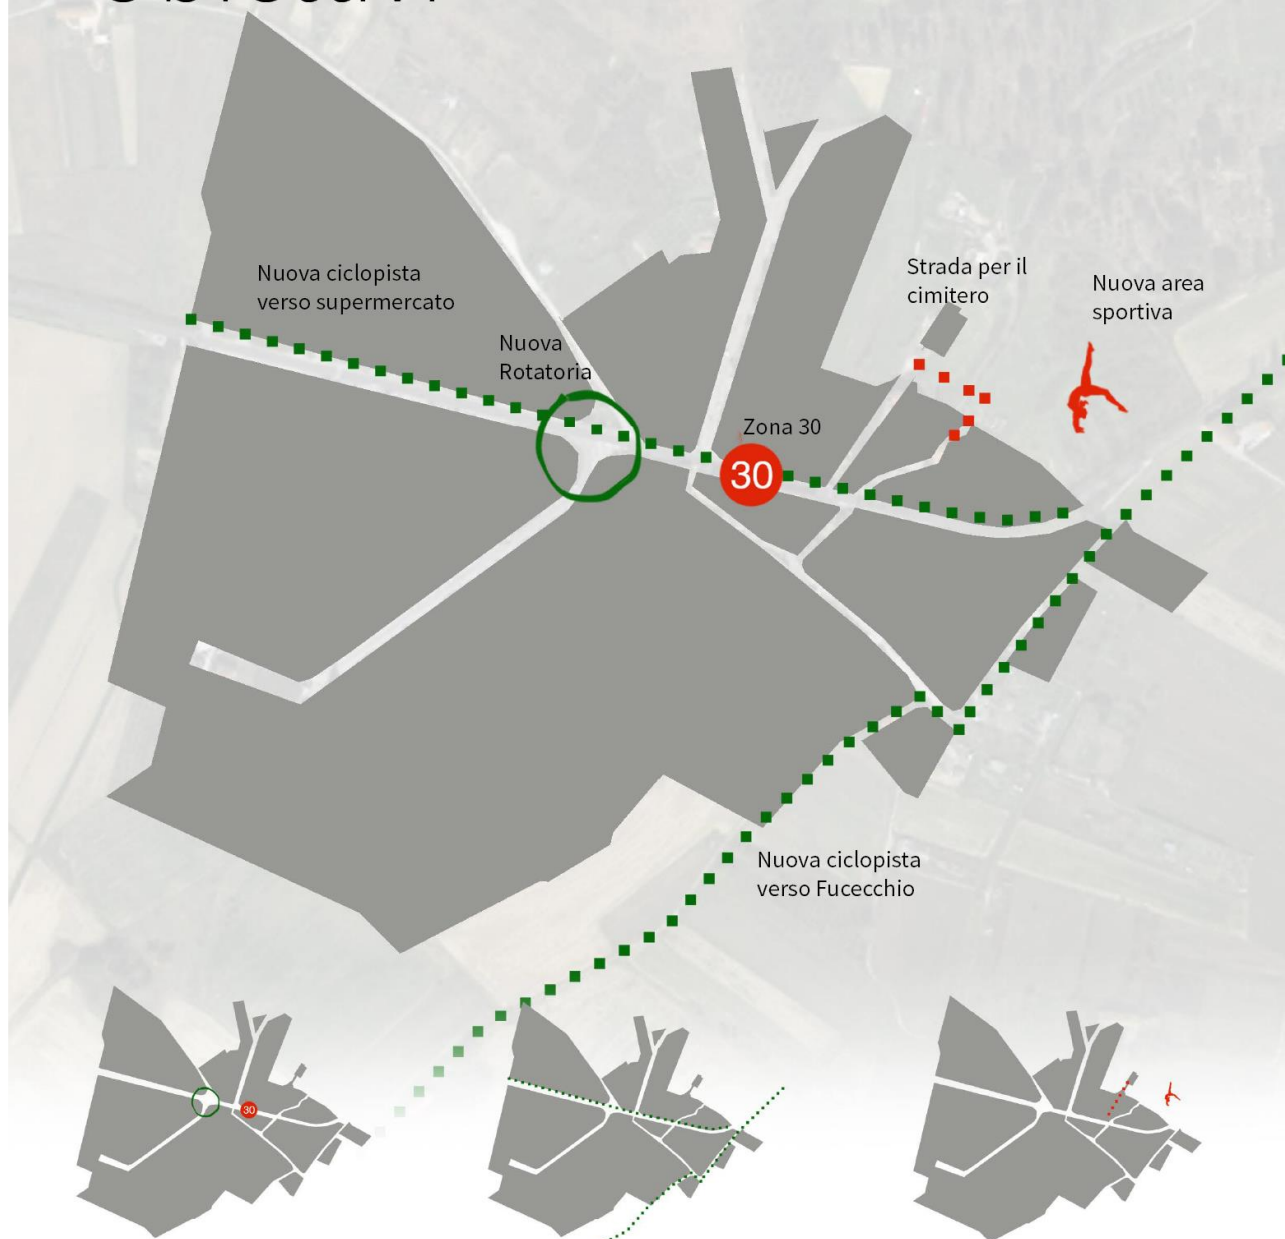 Strada per il
cimitero
Nuova ciclopista
verso supermercato
Nuova area
sportiva
Nuova
Rotatoria
Zona 30
30
Nuova ciclopista
verso Fucecchio
30